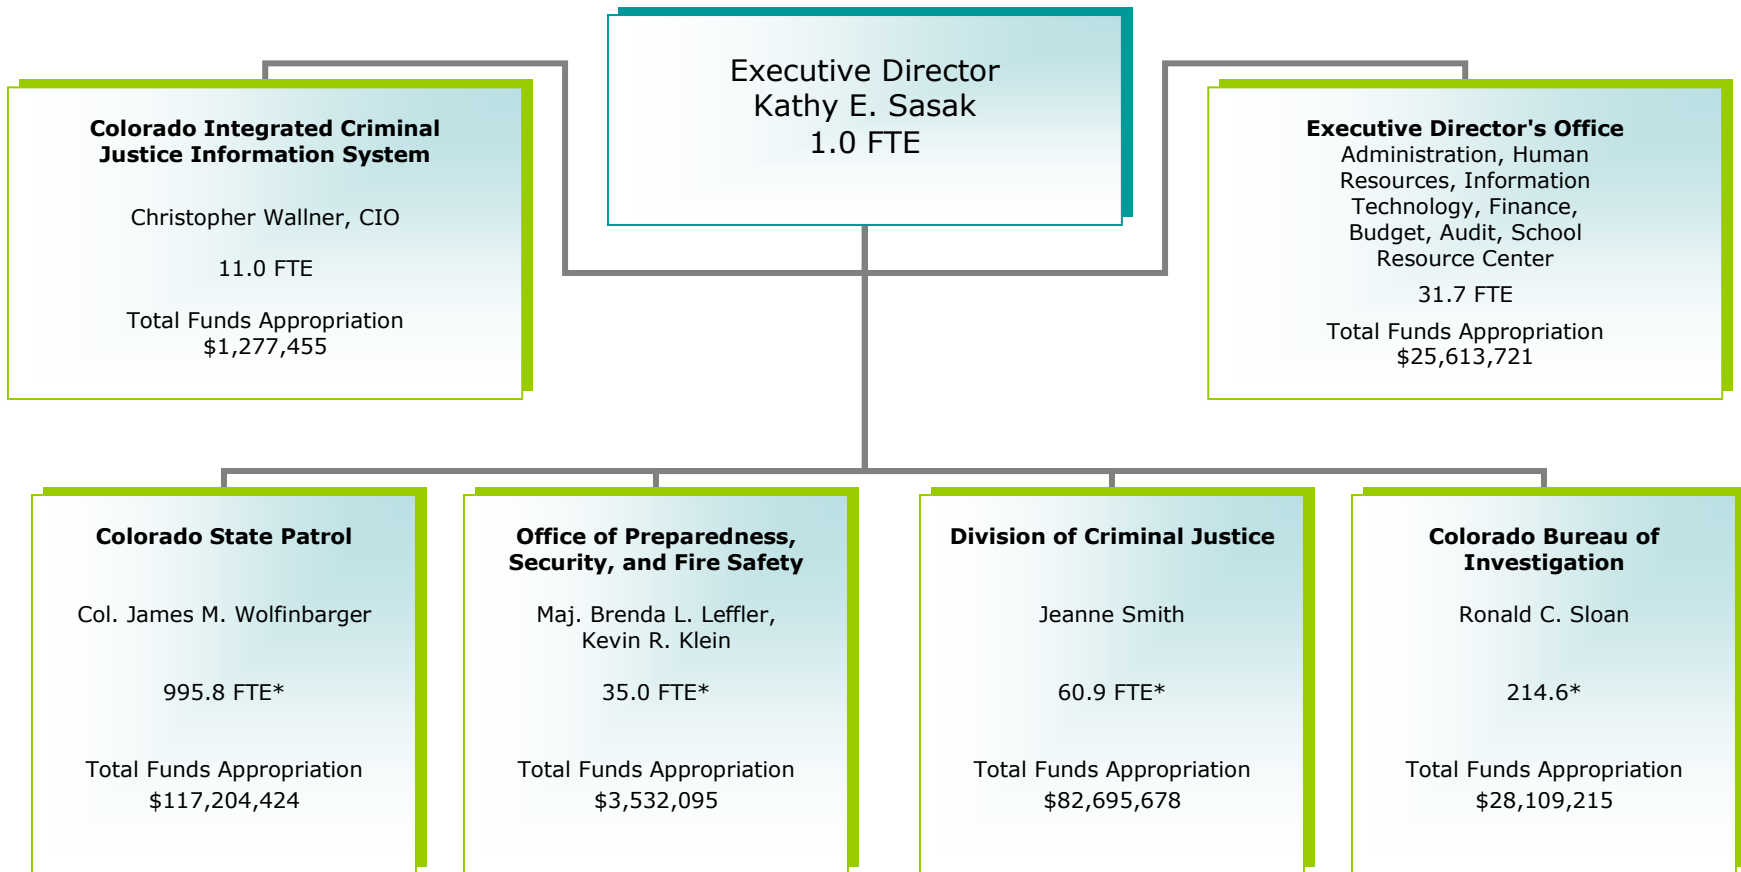 Executive Director
Kathy E. Sasak
1.0 FTE
Colorado Integrated Criminal
Justice Information System
Christopher Wallner, CIO
11.0 FTE
Total Funds Appropriation
$1,277,455
Executive Director's Office
Administration, Human
Resources, Information
Technology, Finance,
Budget, Audit, School
Resource Center
31.7 FTE
Total Funds Appropriation
$25,613,721
Colorado State Patrol
Col. James M. Wolfinbarger
995.8 FTE*
Total Funds Appropriation
$117,204,424
Office of Preparedness,
Security, and Fire Safety
Maj. Brenda L. Leffler,
Kevin R. Klein
35.0 FTE*
Total Funds Appropriation
$3,532,095
Division of Criminal Justice
Jeanne Smith
60.9 FTE*
Total Funds Appropriation
$82,695,678
Colorado Bureau of
Investigation
Ronald C. Sloan
214.6*
Total Funds Appropriation
$28,109,215